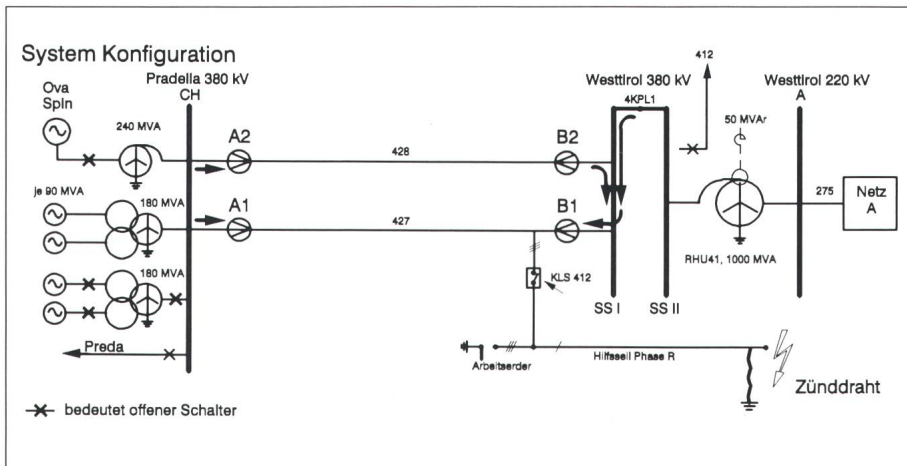 System Konfiguration
Ova
Spin
Pradella 380 kV
CH
240 MVA
A2
428
B2
Westtirol 380 kV
4KPL1
412
Westtirol 220 kV
A
50 MVAr
je 90 MVA
180 MVA
A1
427
B1
275
Netz
A
RHU41, 1000 MVA
180 MVA
KLS 412
SS I
SS II
Preda
Arbeitserder
Hilfsseil Phase R
Zünddraht
bedeutet offener Schalter